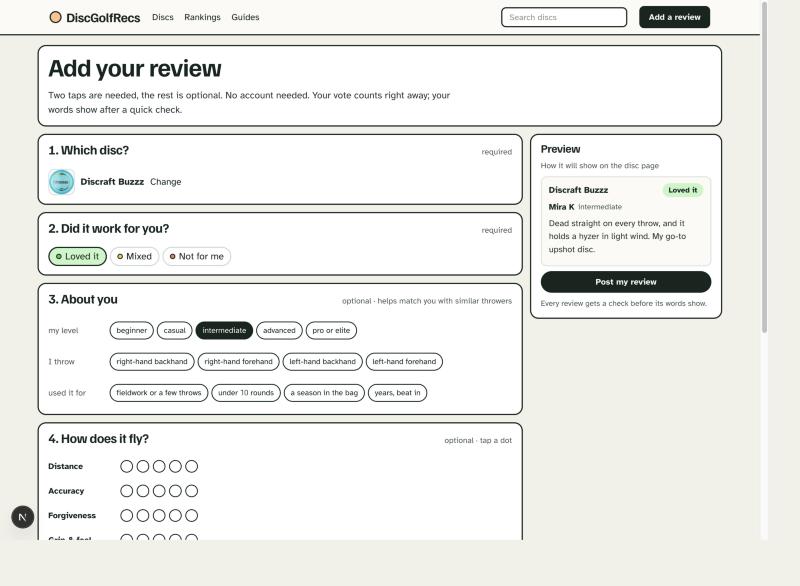 DiscGolfRecs Discs Rankings Guides Search discs Add a review
Add your review
Two taps are needed, the rest is optional. No account needed. Your vote counts right away; your
words show after a quick check.
1. Which disc? required
Discraft Buzzz Change
2. Did it work for you? required
Loved it Mixed Not for me
3. About you optional · helps match you with similar throwers
my level beginner casual intermediate advanced pro or elite
I throw right-hand backhand right-hand forehand left-hand backhand left-hand forehand
used it for fieldwork or a few throws under 10 rounds a season in the bag years, beat in
4. How does it fly? optional · tap a dot
Distance
Accuracy
Forgiveness
Grip & feel
Preview
How it will show on the disc page
Discraft Buzzz Loved it
Mira K intermediate
Dead straight on every throw, and it
holds a hyzer in light wind. My go-to
upshot disc.
Post my review
Every review gets a check before its words show.
N